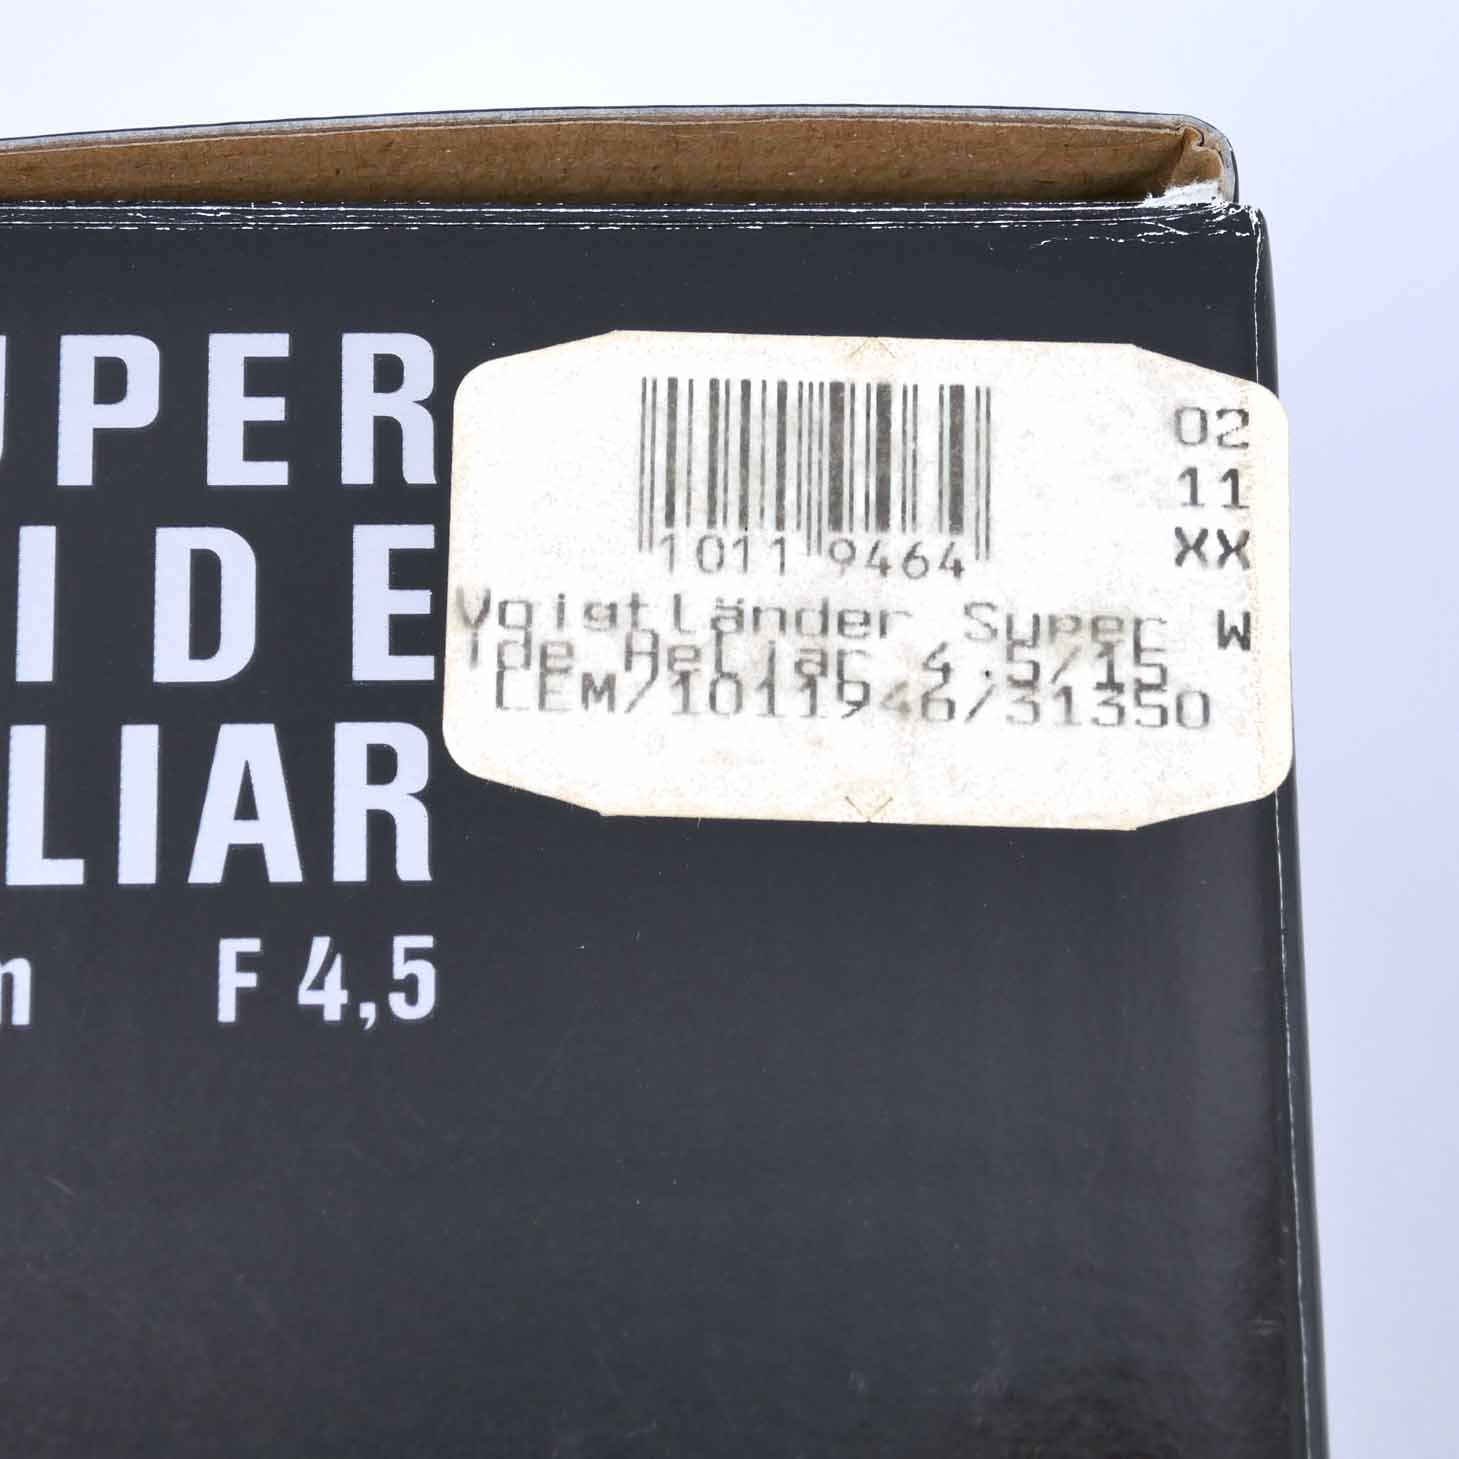 UPER
IDE
LIAR
m F 4,5
02
11
XX
1011 9464
Voigtländer Super W
ide Heliar 4.5/15
CEM/1011946/31350